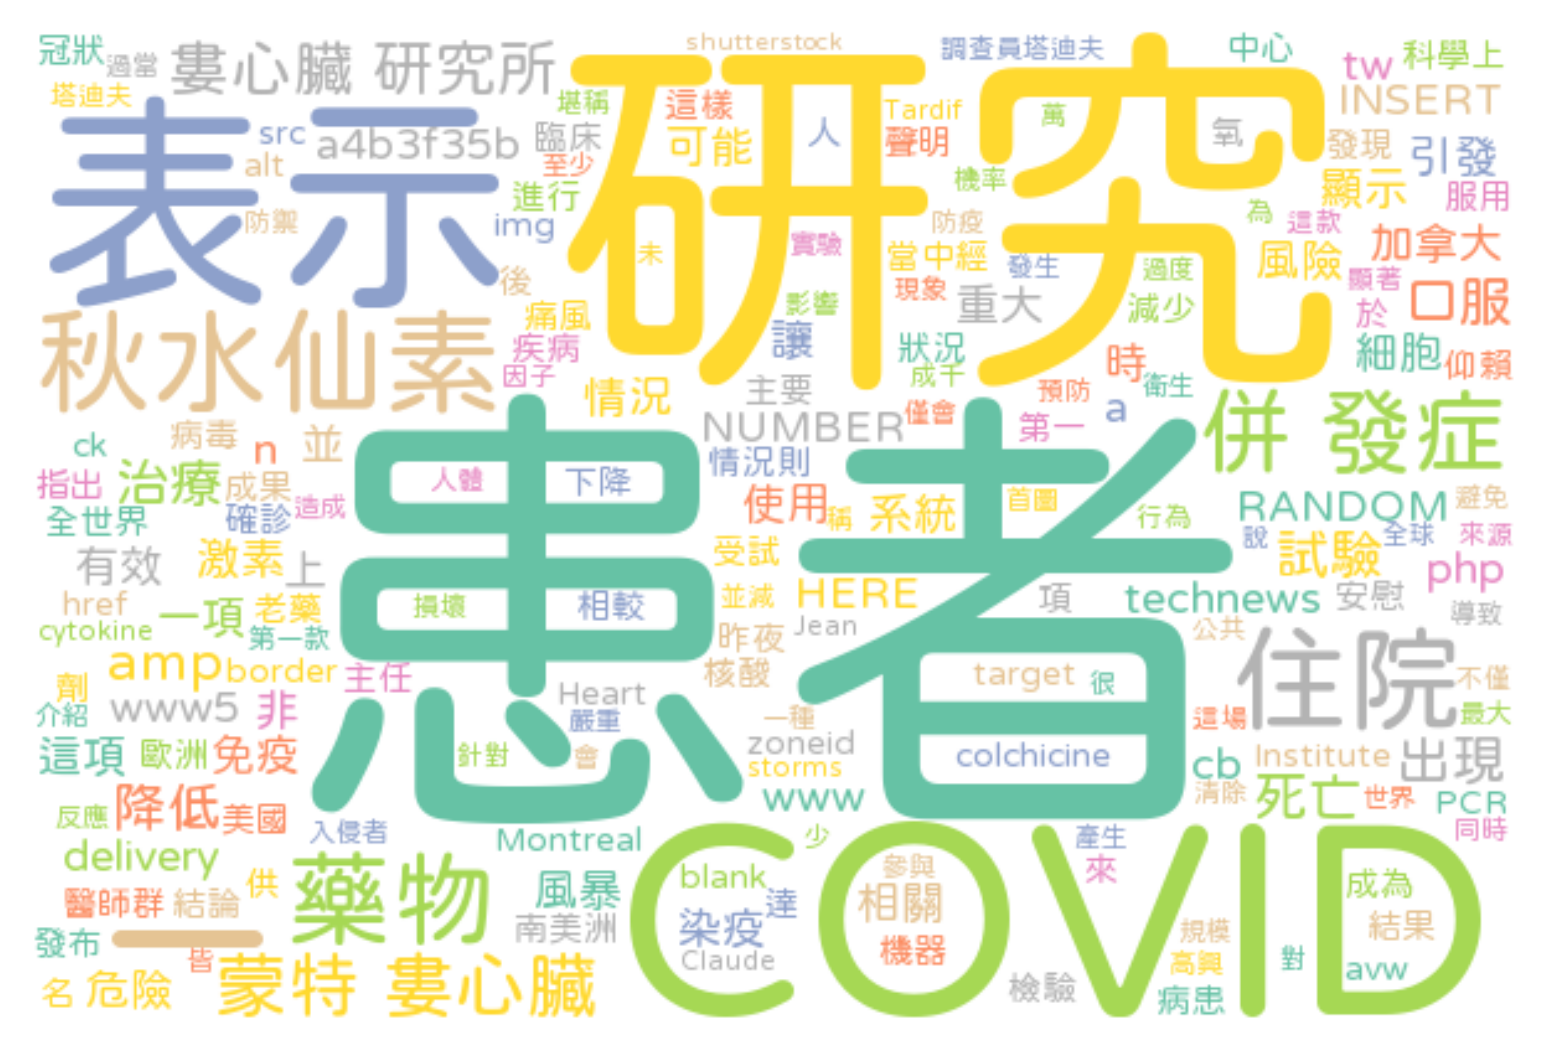 冠狀
過當
婁心臟 研究所
shutterstock
調查員塔迪夫
中心
tw
科學上
塔迪夫
堪稱
這樣
研究
Tardif
萬
INSERT
表示
src
a4b3f35b
臨床
可能
人
聲明
氧
發現
引發
alt
至少
進行
機率
顯示
服用
防禦
img
未
實驗
防疫
為
這款
加拿大
當中經
發生
過度
風險
顯著
後
現象
口服
秋水仙素
痛風
影響
重大
減少
於
疾病
讓
狀況
時
細胞
仰賴
因子
情況
主要
成千
預防
衛生
NUMBER
僅會
第一
a
併 發症
ck
病毒
n
並
患者
人體
下降
情況則
指出
治療
成果
造成
使用
稱
系統
首圖
行為
RANDOM
避免
全世界
確診
受試
說
試驗
全球
來源
有效
激素
上
php
href
一項
老藥
損壞
相較
並減
HERE
項
technews
安慰
導致
cytokine
第一款
昨夜
Jean
公共
住院
amp
border
主任
核酸
target
很
不僅
劑
介紹
www5
非
Heart
嚴重
一種
這場
最大
這項
歐洲
免疫
針對
會
zoneid
storms
colchicine
cb
Institute
出現
降低
美國
www
清除
死亡
世界
PCR
反應
入侵者
Montreal
少
產生
同時
delivery
藥物
COVID
來
供
風暴
blank
參與
成為
醫師群
結論
達
相關
南美洲
染疫
規模
結果
發布
一
皆
Claude
機器
高興
對
avw
名
危險
蒙特 婁心臟
檢驗
病患